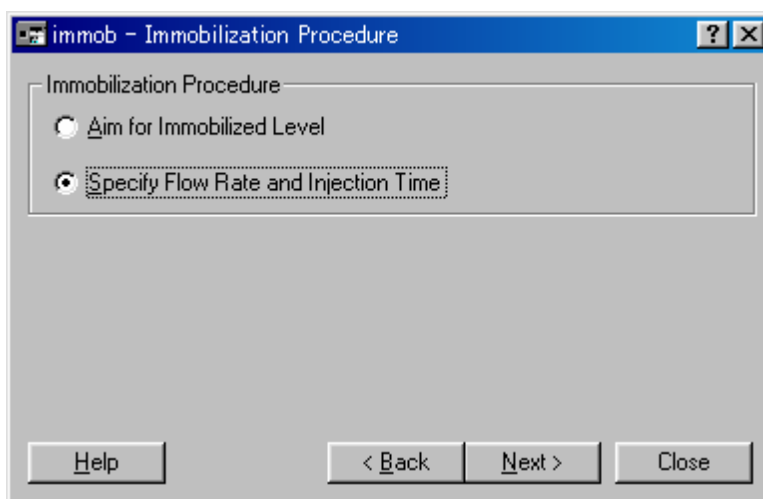 immob - Immobilization Procedure
Immobilization Procedure
Aim for Immobilized Level
Specify Flow Rate and Injection Time
Help
< Back
Next >
Close